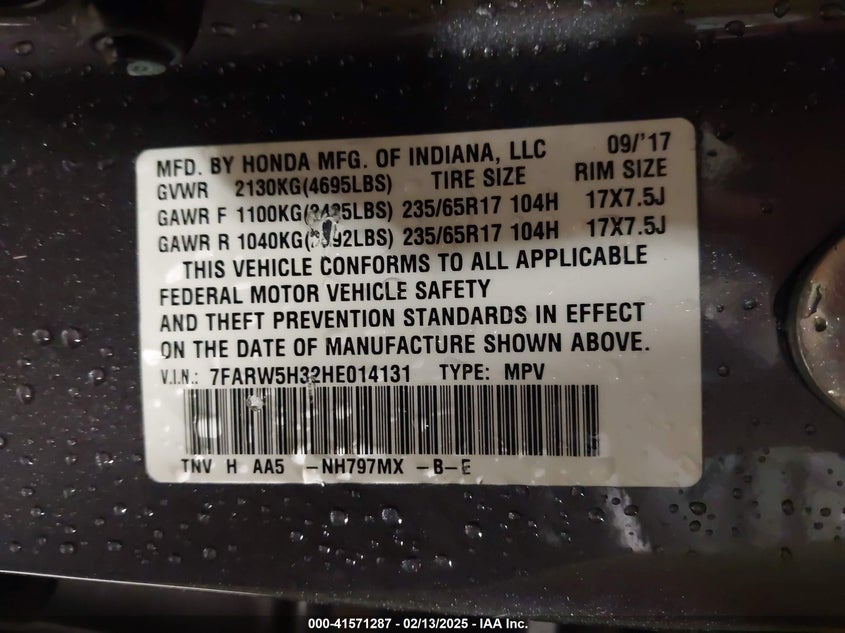 MFD. BY HONDA MFG. OF INDIANA, LLC 09/'17
GVWR 2130KG(4695LBS) TIRE SIZE RIM SIZE
GAWR F 1100KG( 235/65R17 104H 17X7.5J
GAWR R 1040KG( 235/65R17 104H 17X7.5J
THIS VEHICLE CONFORMS TO ALL APPLICABLE
FEDERAL MOTOR VEHICLE SAFETY
AND THEFT PREVENTION STANDARDS IN EFFECT
ON THE DATE OF MANUFACTURE SHOWN ABOVE.
V.I.N.: 7FARW5H32HE014131 TYPE: MPV
TNV H AA5 -NH797MX -B-E
000-41571287 - 02/13/2025 - IAA Inc.